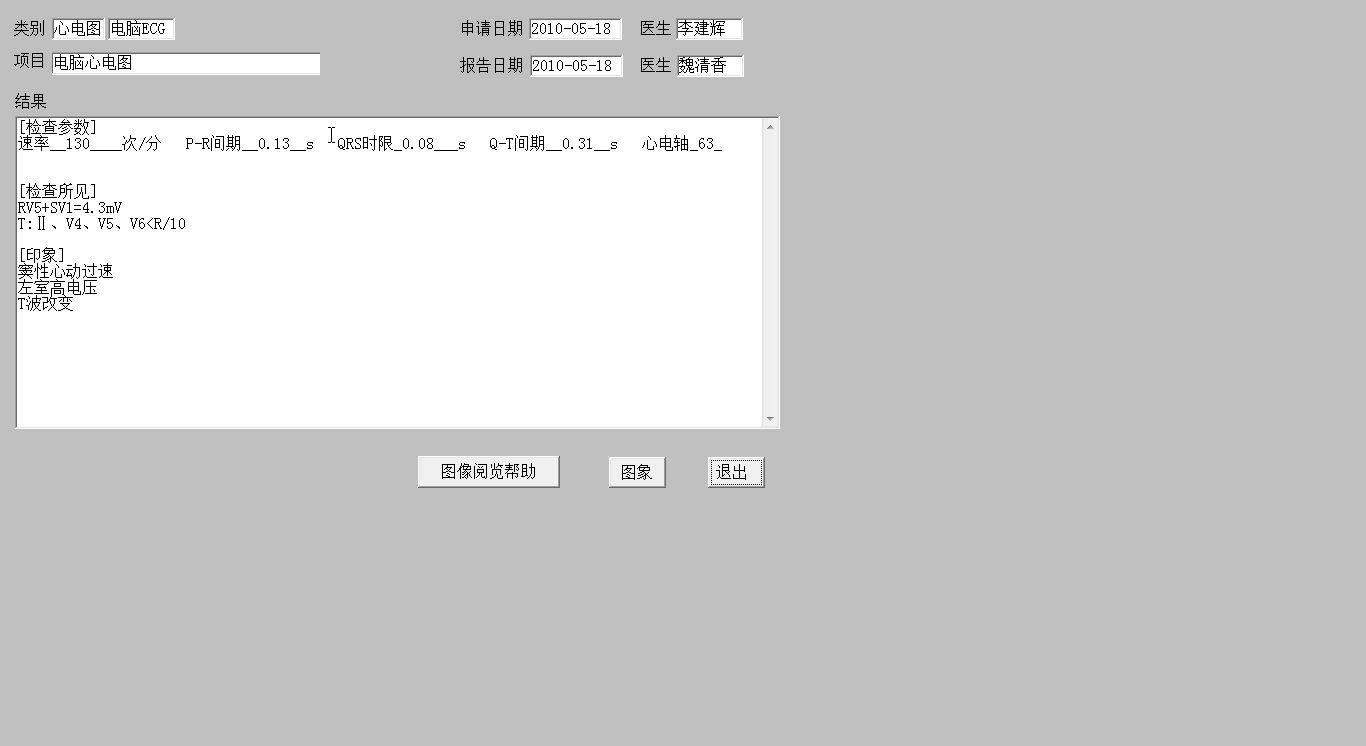 类别 心电图 电脑ECG 申请日期 2010-05-18 医生 李建辉
项目 电脑心电图 报告日期 2010-05-18 医生 魏清香
结果
[检查参数]
速率__130____次/分 P-R间期__0.13__s QRS时限_0.08___s Q-T间期__0.31__s 心电轴_63_
[检查所见]
RV5+SV1=4.3mV
T:Ⅱ、V4、V5、V6<R/10
[印象]
窦性心动过速
左室高电压
T波改变
图像阅览帮助 图象 退出